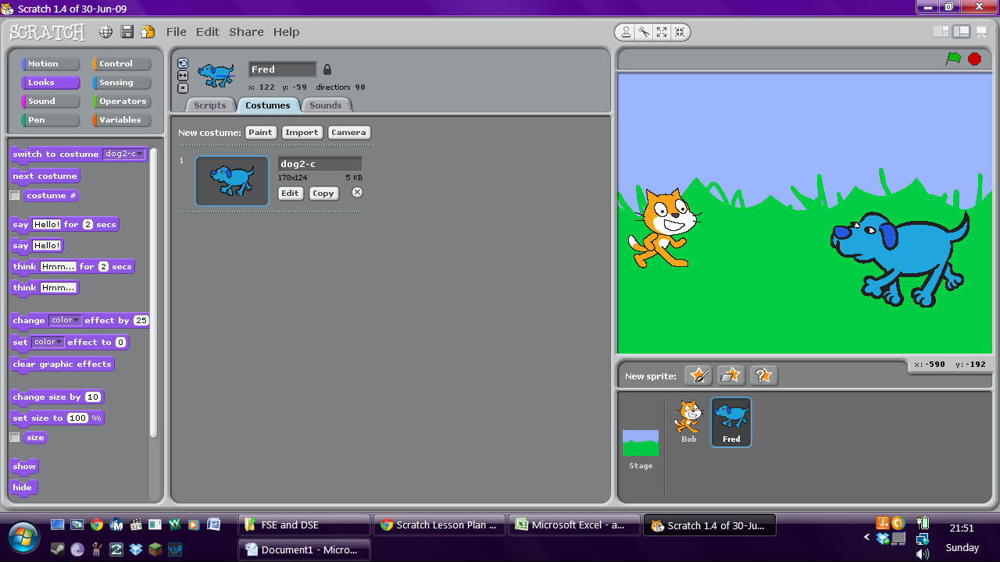 Scratch 1.4 of 30-Jun-09
SCRATCH File Edit Share Help
Motion Control
Looks Sensing
Sound Operators
Pen Variables
switch to costume dog2-c
next costume
costume #
say Hello! for 2 secs
say Hello!
think Hmm... for 2 secs
think Hmm...
change color effect by 25
set color effect to 0
clear graphic effects
change size by 10
set size to 100 %
size
show
hide
Fred
x: 122 y: -59 direction: 90
Scripts Costumes Sounds
New costume: Paint Import Camera
1 dog2-c
178x124 5 KB
Edit Copy
x: -590 y: -192
New sprite:
Bob Fred
Stage
FSE and DSE
Scratch Lesson Plan ...
Microsoft Excel - a...
Scratch 1.4 of 30-Ju...
Document1 - Micro...
21:51
Sunday